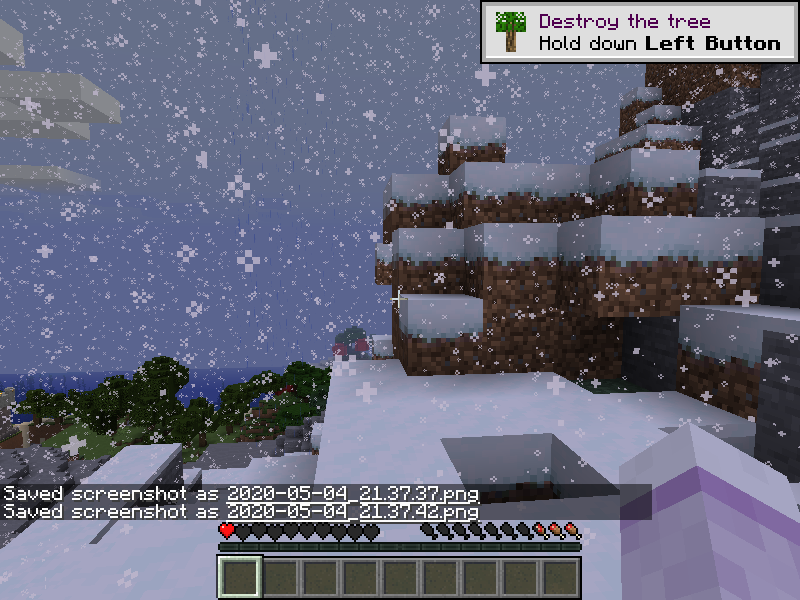 Destroy the tree
Hold down Left Button
Saved screenshot as 2020-05-04_21.37.37.png
Saved screenshot as 2020-05-04_21.37.42.png